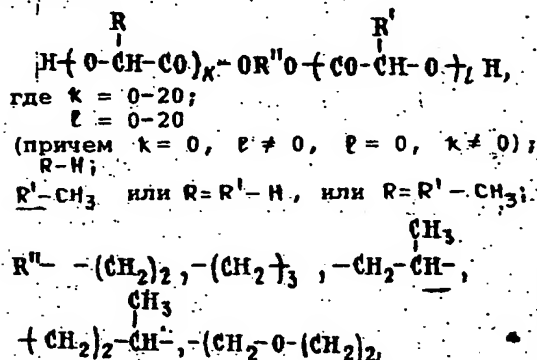 R R'
H-(-O-CH-CO)K-OR"O-(-CO-CH-O-)l H,
где k = 0-20;
ℓ = 0-20
(причем k = 0, ℓ ≠ 0, ℓ = 0, k ≠ 0);
R-H;
R'-CH3 или R=R'-H, или R=R'-CH3;
CH3
R"- -(CH2)2,-(CH2-)3,-CH2-CH-,
CH3
-(-CH2)2-CH-,-(CH2-O-(CH2)2,